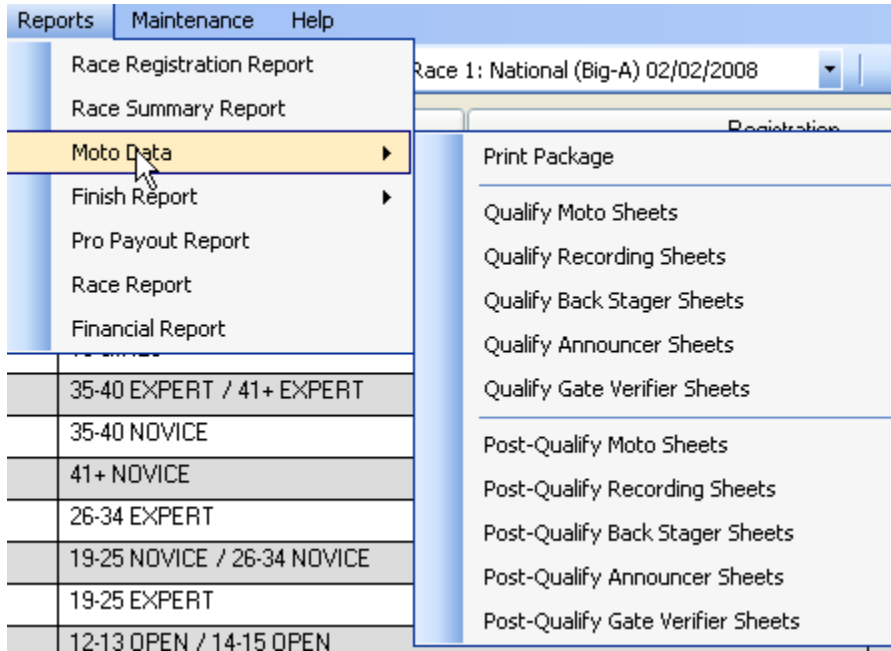 Reports Maintenance Help
Race 1: National (Big-A) 02/02/2008
Registration
Race Registration Report
Race Summary Report
Moto Data
Finish Report
Pro Payout Report
Race Report
Financial Report
Print Package
Qualify Moto Sheets
Qualify Recording Sheets
Qualify Back Stager Sheets
Qualify Announcer Sheets
Qualify Gate Verifier Sheets
Post-Qualify Moto Sheets
Post-Qualify Recording Sheets
Post-Qualify Back Stager Sheets
Post-Qualify Announcer Sheets
Post-Qualify Gate Verifier Sheets
35-40 EXPERT / 41+ EXPERT
35-40 NOVICE
41+ NOVICE
26-34 EXPERT
19-25 NOVICE / 26-34 NOVICE
19-25 EXPERT
12-13 OPEN / 14-15 OPEN